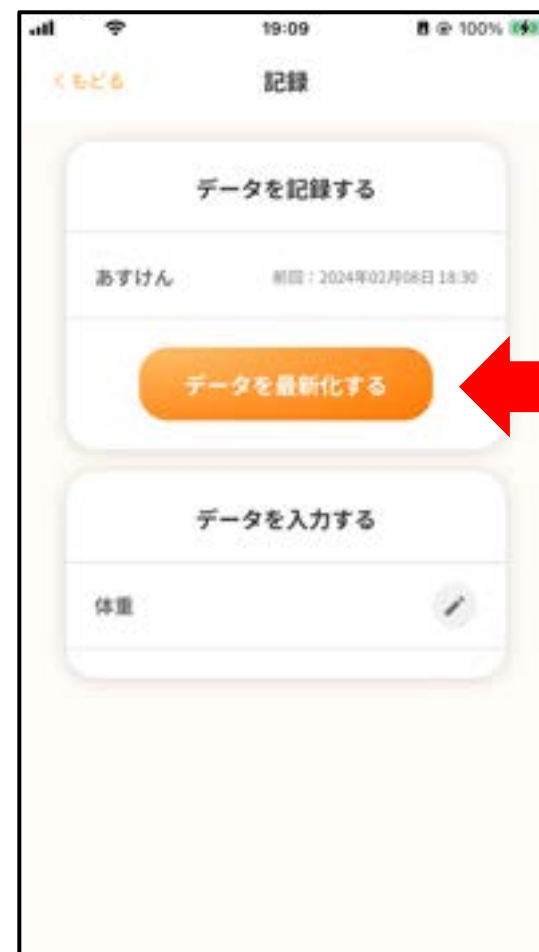 19:09
100%
くもどる
記録
データを記録する
あすけん
前回：2024年02月08日 18:30
データを最新化する
データを入力する
体重